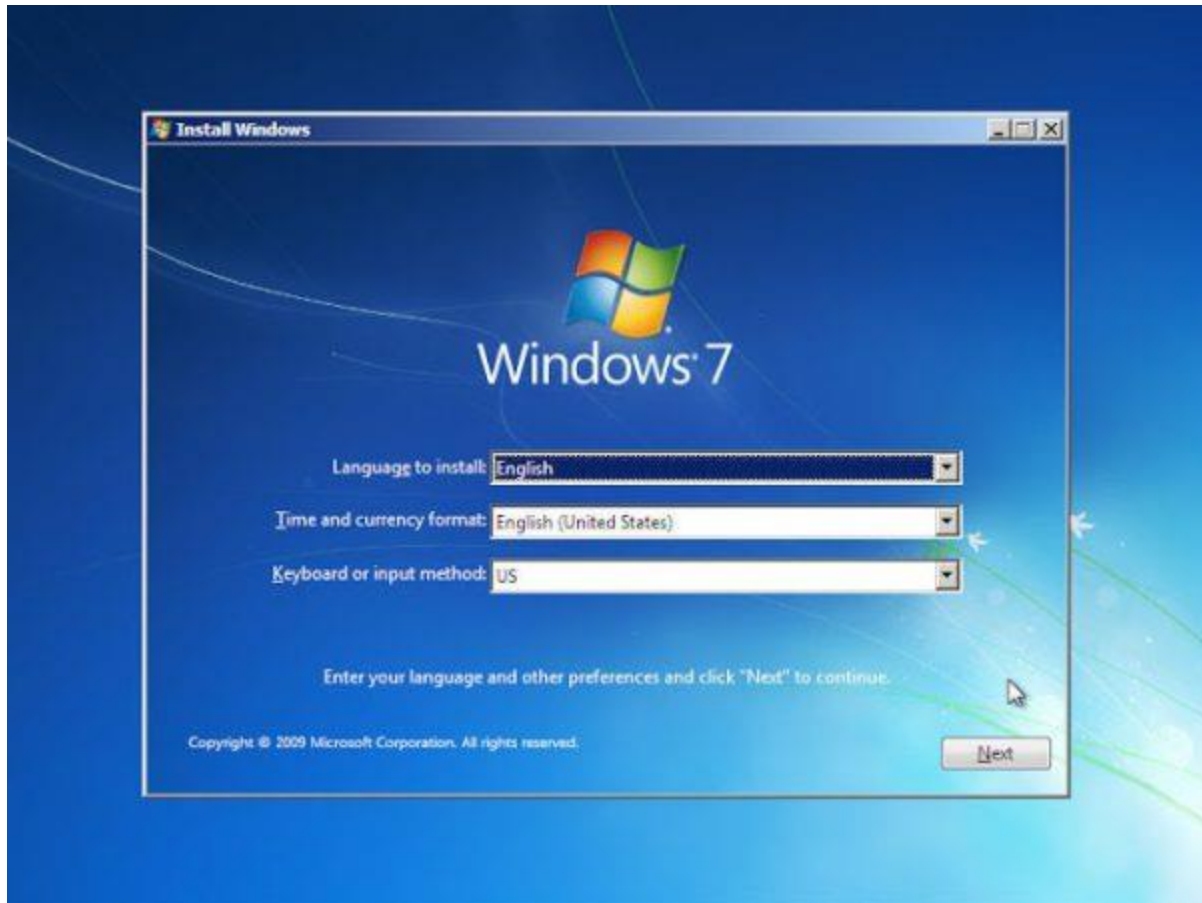 Install Windows
Windows 7
Language to install: English
Time and currency format: English (United States)
Keyboard or input method: US
Enter your language and other preferences and click "Next" to continue.
Copyright © 2009 Microsoft Corporation. All rights reserved.
Next